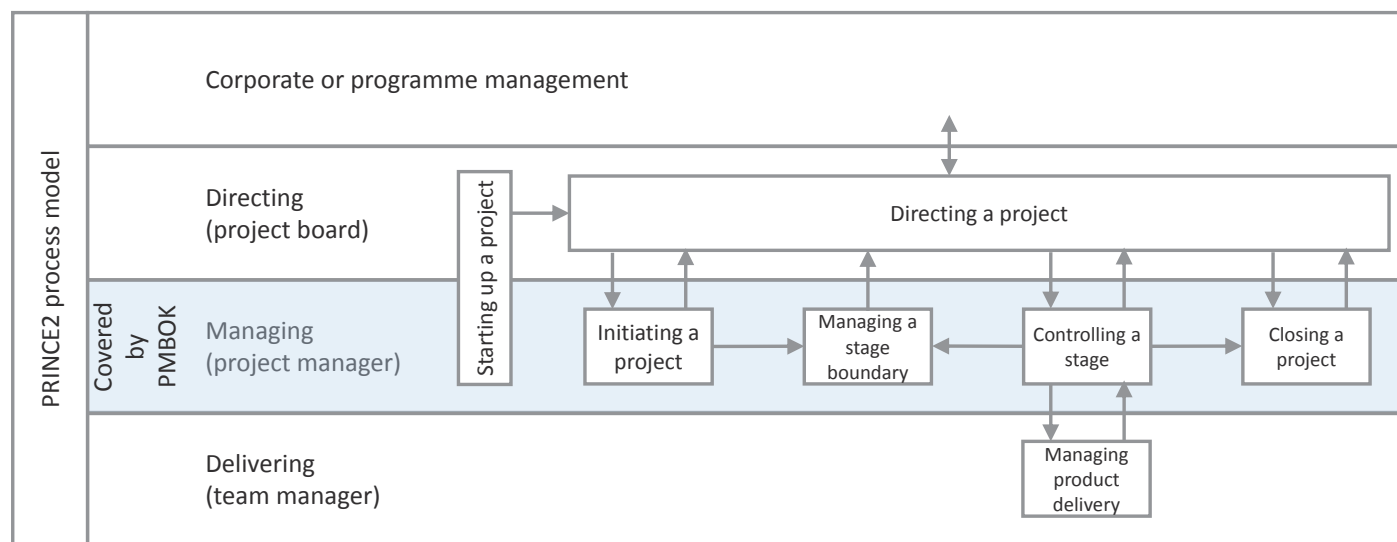 PRINCE2 process model
Corporate or programme management
Directing
(project board)
Starting up a project
Directing a project
Covered
by
PMBOK
Managing
(project manager)
Initiating a
project
Managing a
stage
boundary
Controlling a
stage
Closing a
project
Delivering
(team manager)
Managing
product
delivery